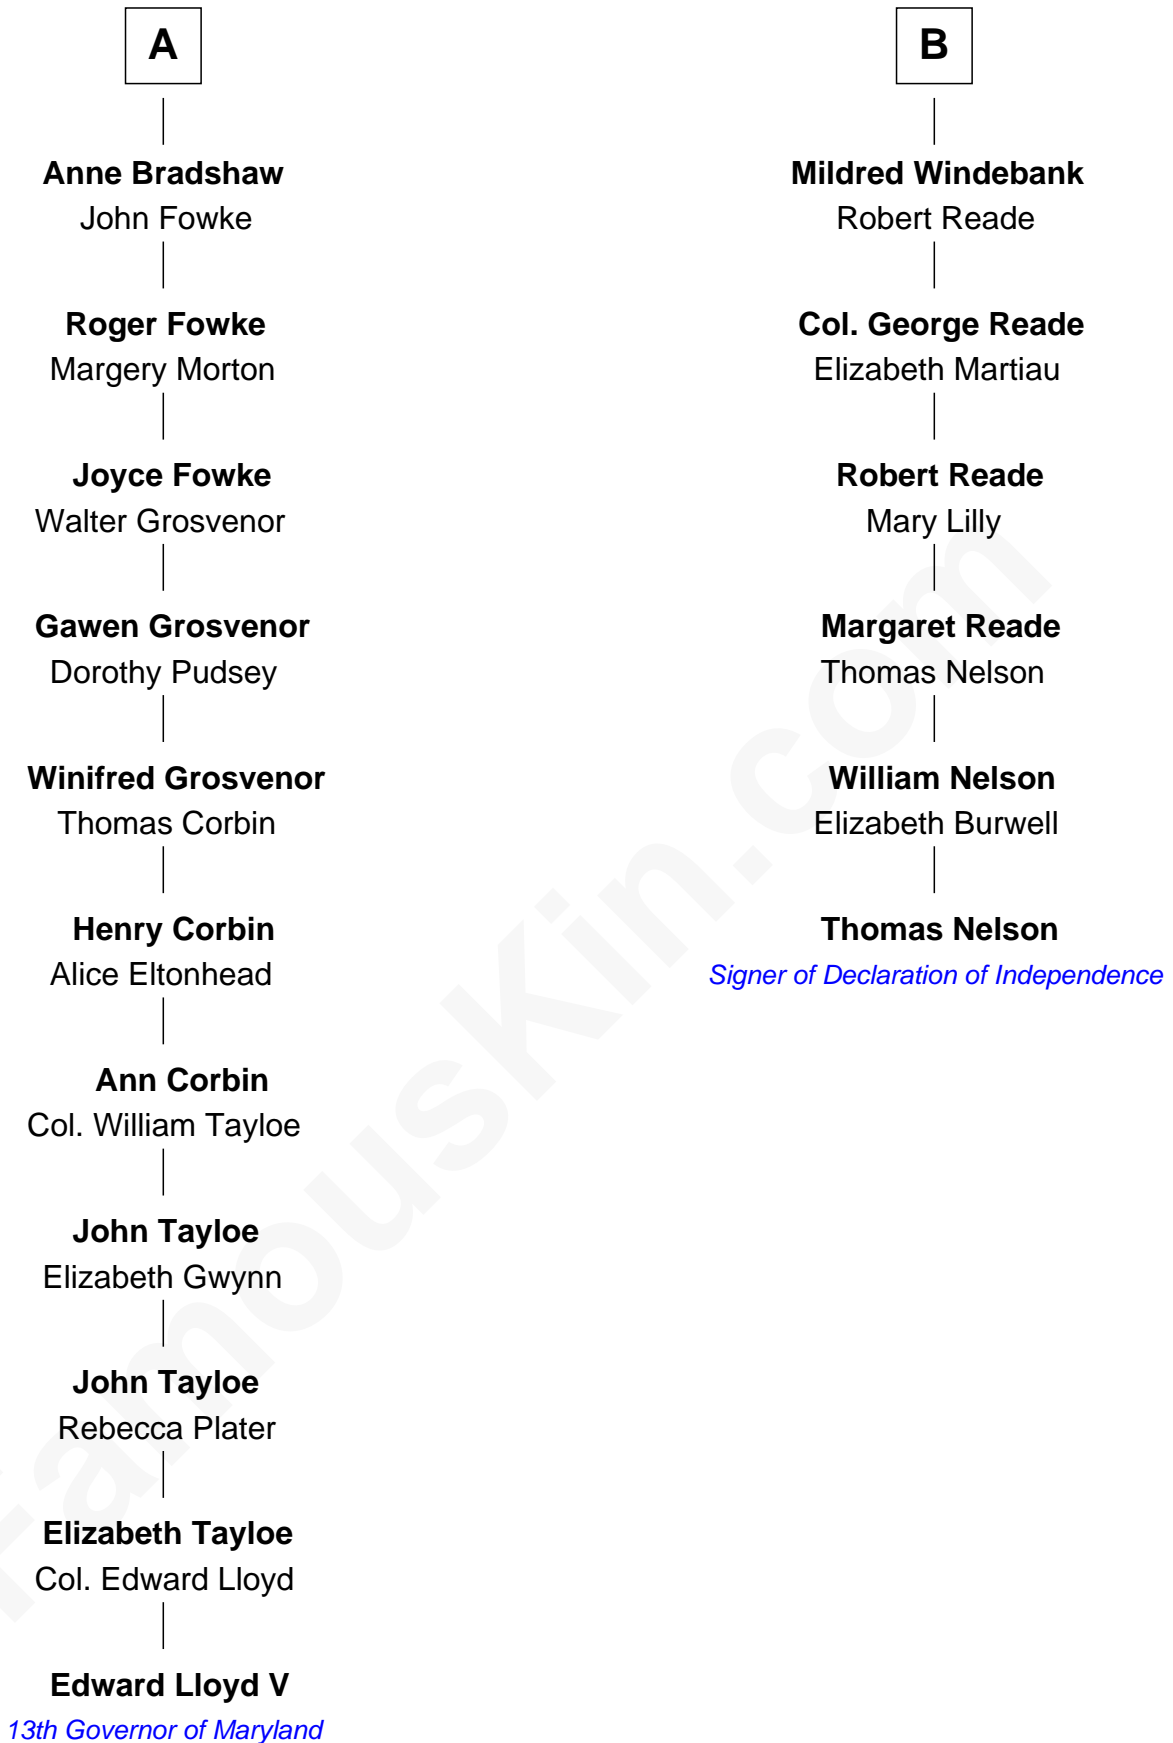 A
Anne Bradshaw
John Fowke
Roger Fowke
Margery Morton
Joyce Fowke
Walter Grosvenor
Gawen Grosvenor
Dorothy Pudsey
Winifred Grosvenor
Thomas Corbin
Henry Corbin
Alice Eltonhead
Ann Corbin
Col. William Tayloe
John Tayloe
Elizabeth Gwynn
John Tayloe
Rebecca Plater
Elizabeth Tayloe
Col. Edward Lloyd
Edward Lloyd V
13th Governor of Maryland
B
Mildred Windebank
Robert Reade
Col. George Reade
Elizabeth Martiau
Robert Reade
Mary Lilly
Margaret Reade
Thomas Nelson
William Nelson
Elizabeth Burwell
Thomas Nelson
Signer of Declaration of Independence
FamousKin.com